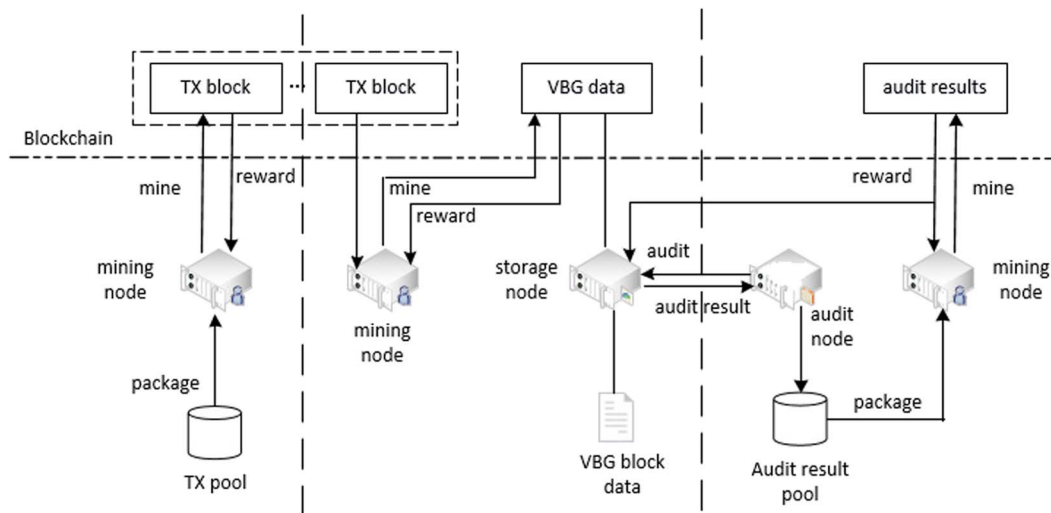 TX block
...
TX block
VBG data
audit results
Blockchain
mine
reward
mine
reward
reward
mine
mining
node
mining
node
storage
node
audit
audit result
audit
node
mining
node
package
TX pool
VBG block
data
package
Audit result
pool